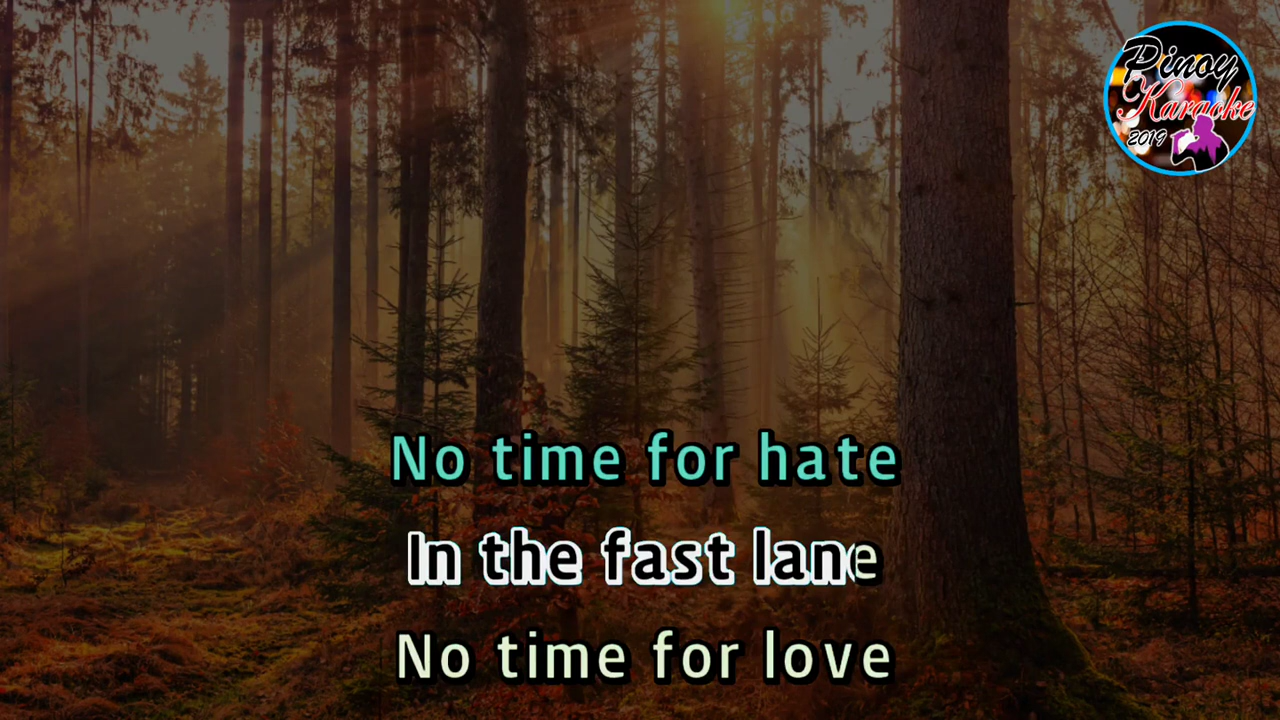 Pinoy
Karaoke
2019
No time for hate
In the fast lane
No time for love